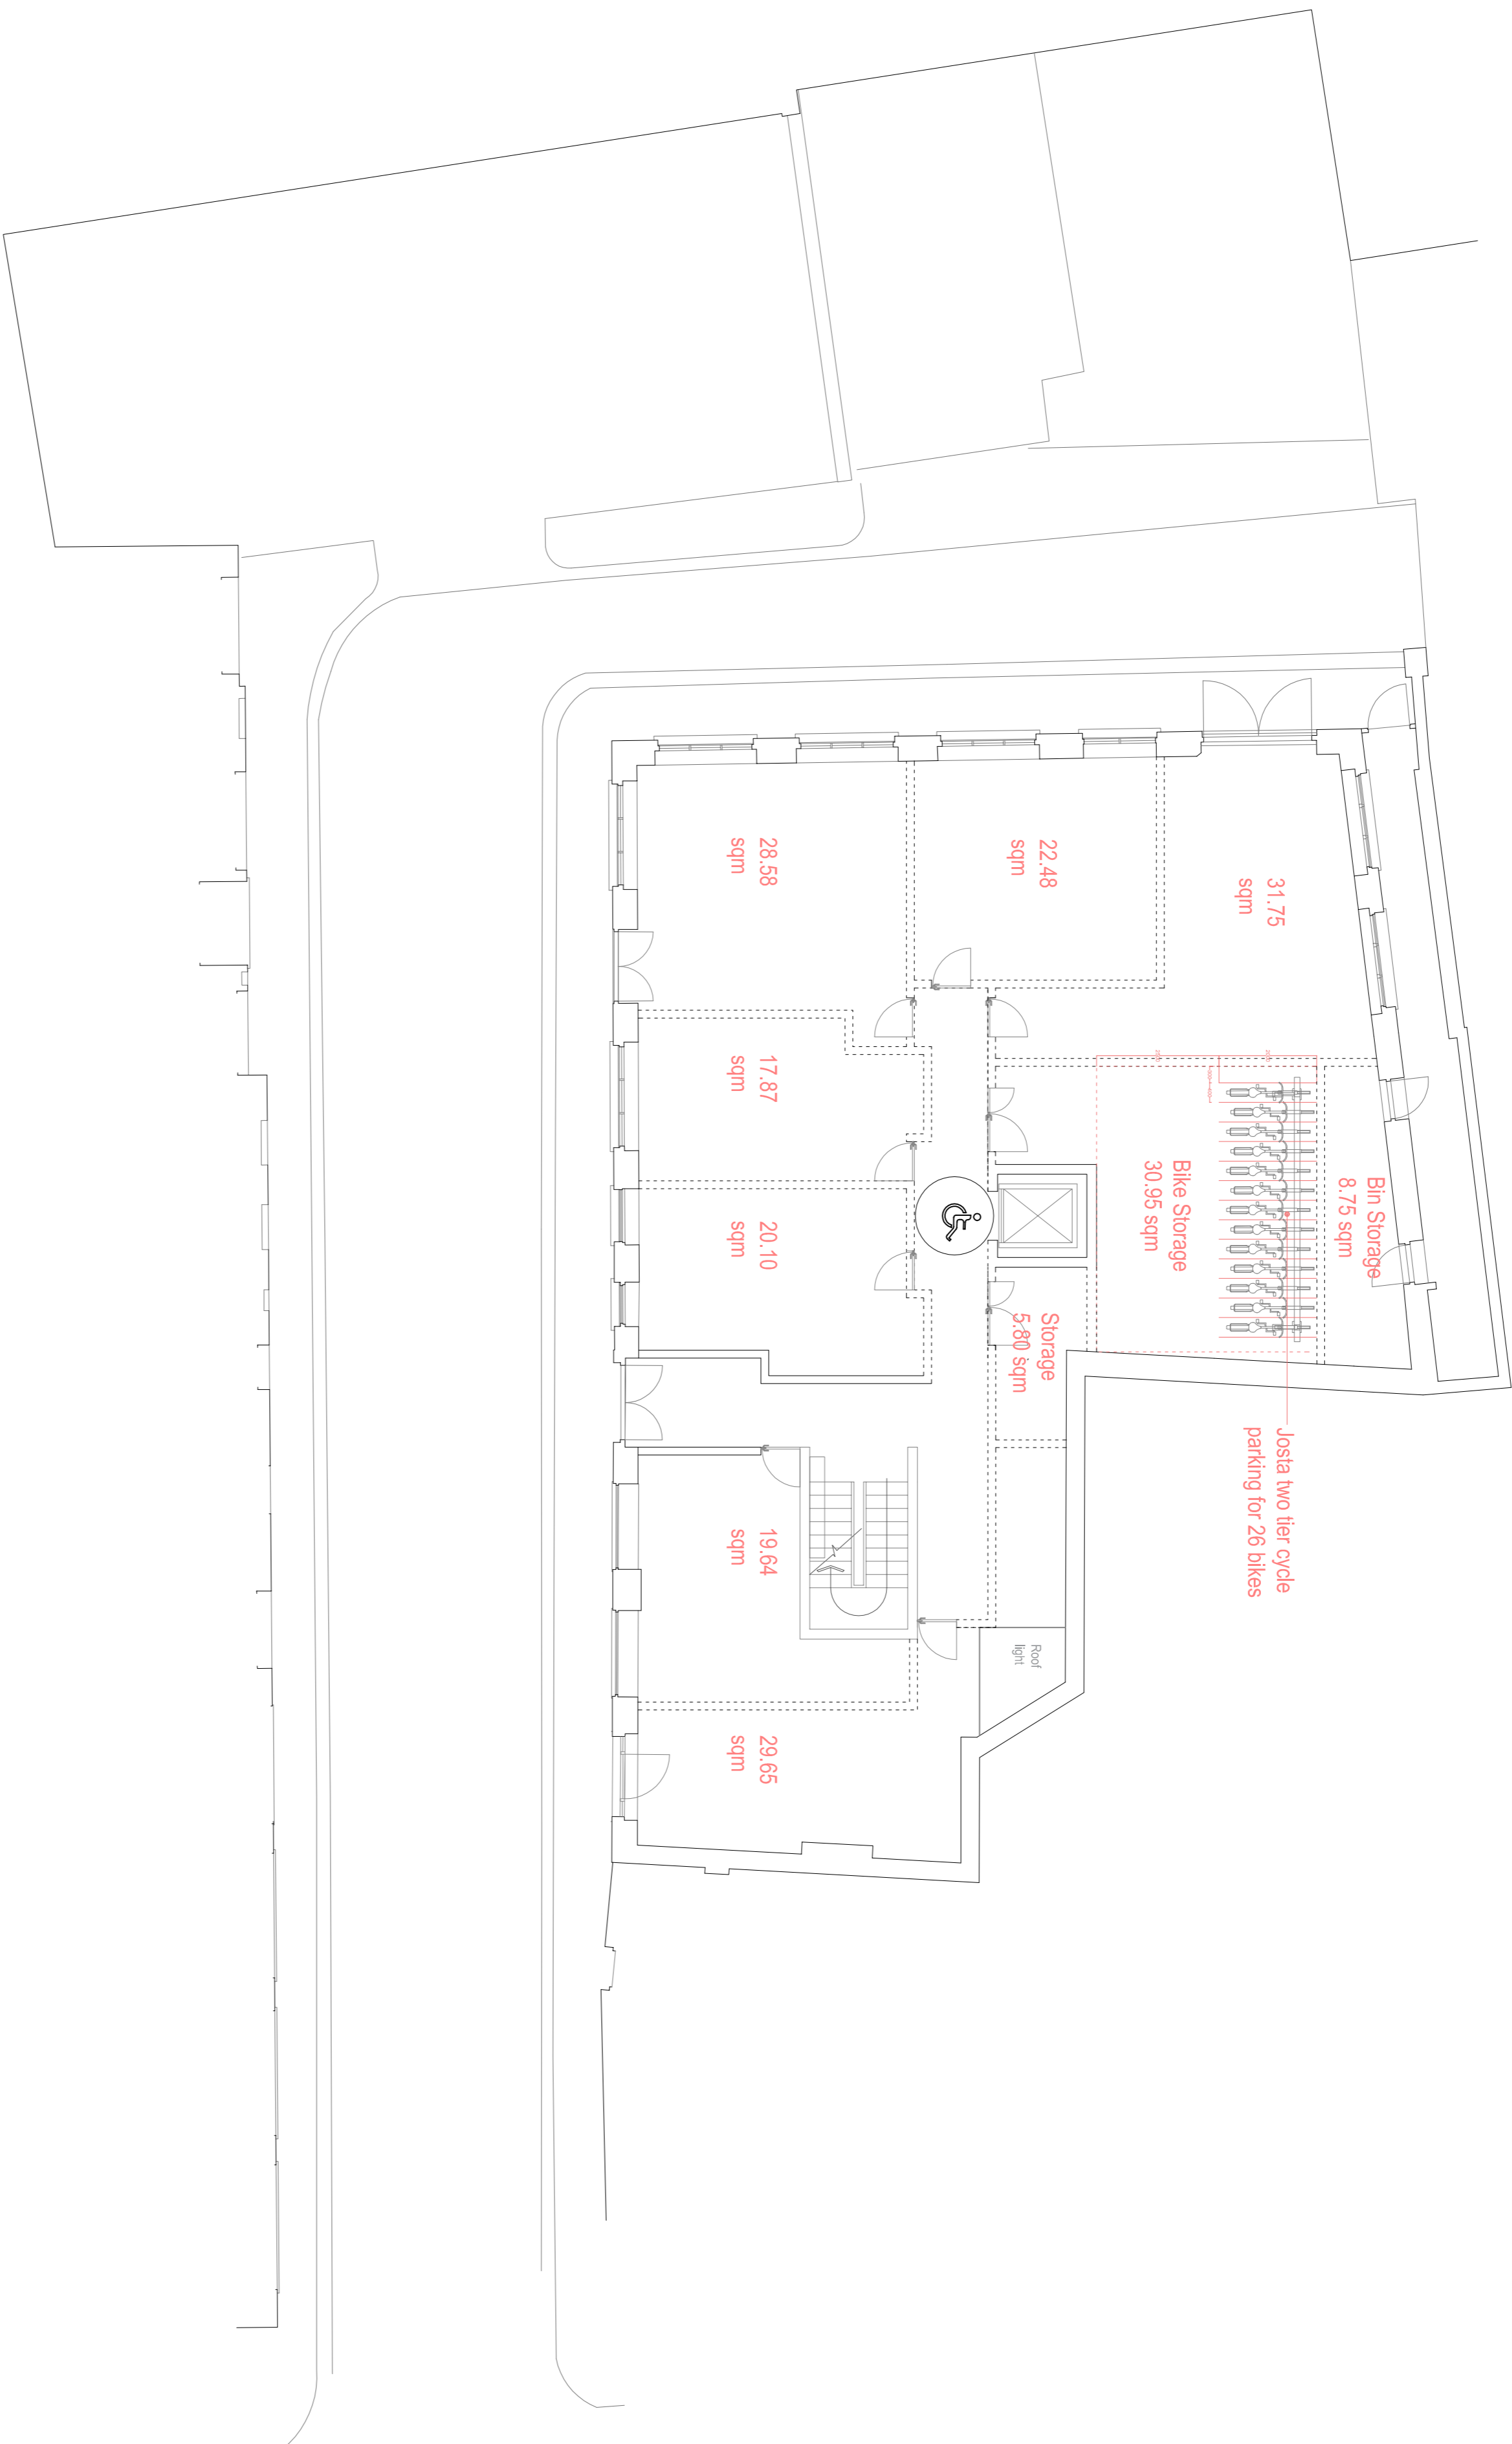 Bin Storage
8.75 sqm
Josta two tier cycle
parking for 26 bikes
31.75
sqm
Bike Storage
30.95 sqm
22.48
sqm
Storage
5.80 sqm
Roof
light
28.58
sqm
17.87
sqm
20.10
sqm
19.64
sqm
29.65
sqm